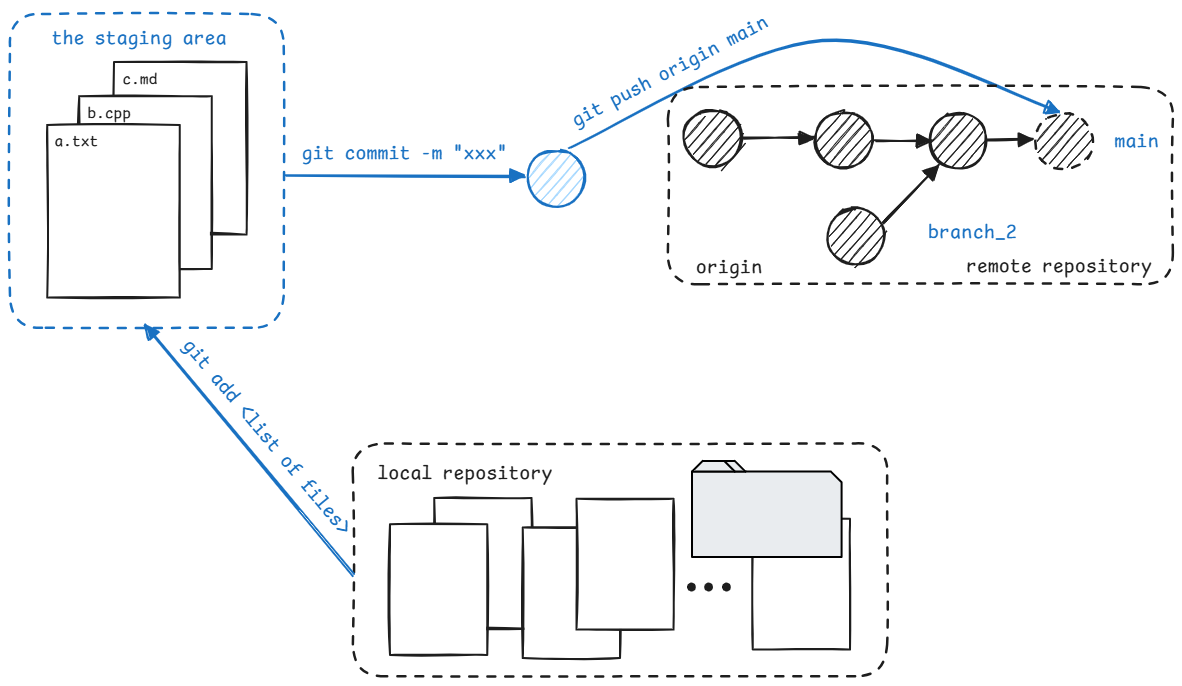 the staging area
c.md
b.cpp
a.txt
git commit -m "xxx"
git push origin main
main
branch_2
origin
remote repository
git add <list of files>
local repository